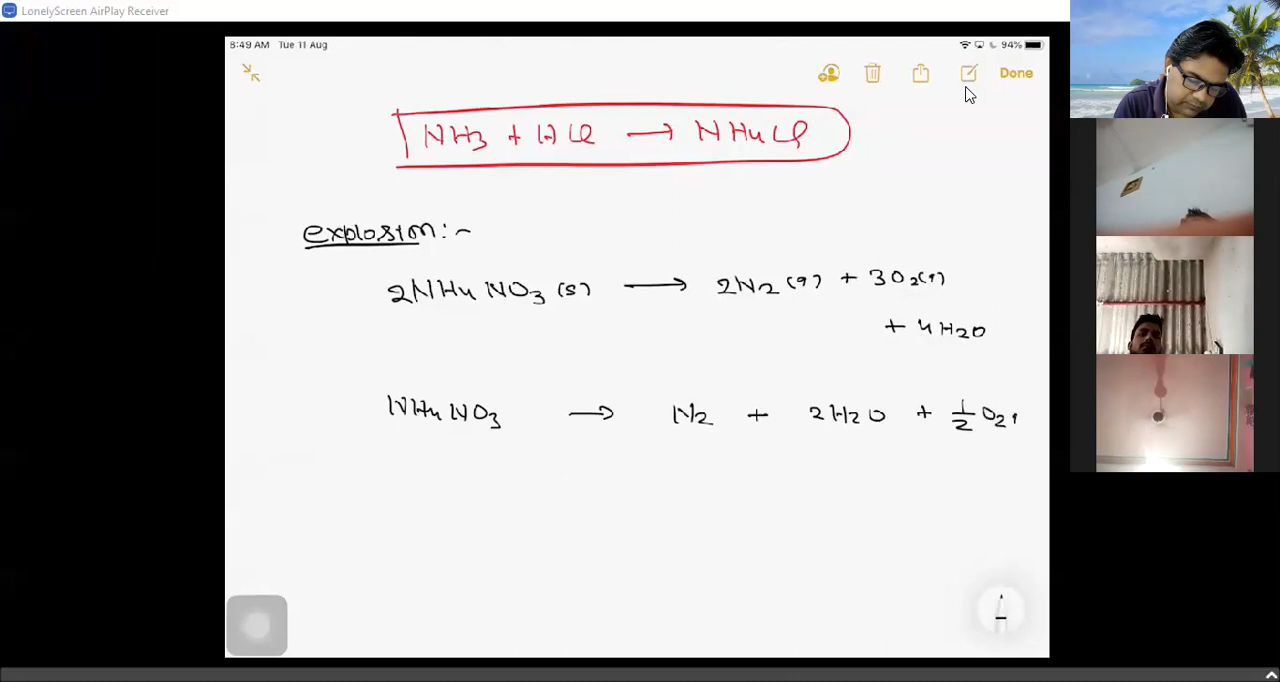 LonelyScreen AirPlay Receiver
8:49 AM Tue 11 Aug
94%
Done
NH3 + HCl → NH4Cl
explosion:-
2NH4NO3(s) → 2N2(g) + 3O2(g)
+ 4H2O
NH4NO3 → N2 + 2H2O + 1/2 O2↑